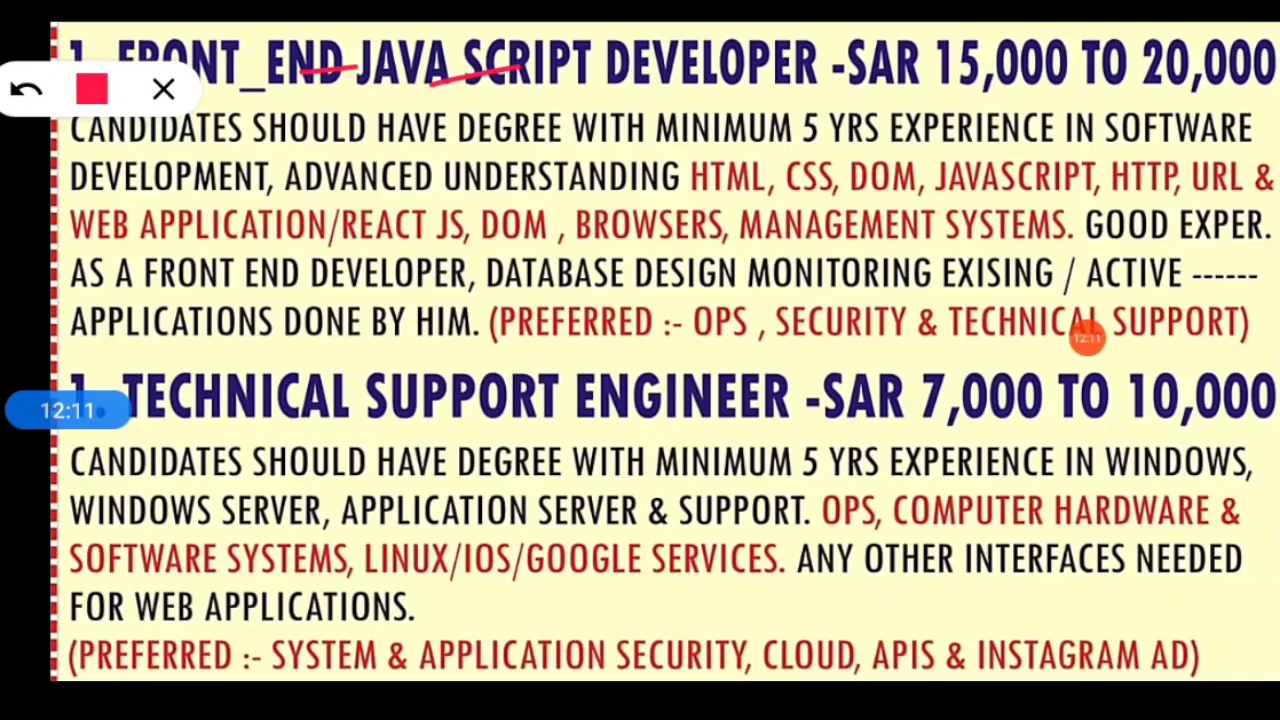 1. FRONT_END JAVA SCRIPT DEVELOPER -SAR 15,000 TO 20,000
CANDIDATES SHOULD HAVE DEGREE WITH MINIMUM 5 YRS EXPERIENCE IN SOFTWARE
DEVELOPMENT, ADVANCED UNDERSTANDING HTML, CSS, DOM, JAVASCRIPT, HTTP, URL &
WEB APPLICATION/REACT JS, DOM , BROWSERS, MANAGEMENT SYSTEMS. GOOD EXPER.
AS A FRONT END DEVELOPER, DATABASE DESIGN MONITORING EXISING / ACTIVE ------
APPLICATIONS DONE BY HIM. (PREFERRED :- OPS , SECURITY & TECHNICAL SUPPORT)
12:11
1. TECHNICAL SUPPORT ENGINEER -SAR 7,000 TO 10,000
12:11
CANDIDATES SHOULD HAVE DEGREE WITH MINIMUM 5 YRS EXPERIENCE IN WINDOWS,
WINDOWS SERVER, APPLICATION SERVER & SUPPORT. OPS, COMPUTER HARDWARE &
SOFTWARE SYSTEMS, LINUX/IOS/GOOGLE SERVICES. ANY OTHER INTERFACES NEEDED
FOR WEB APPLICATIONS.
(PREFERRED :- SYSTEM & APPLICATION SECURITY, CLOUD, APIS & INSTAGRAM AD)